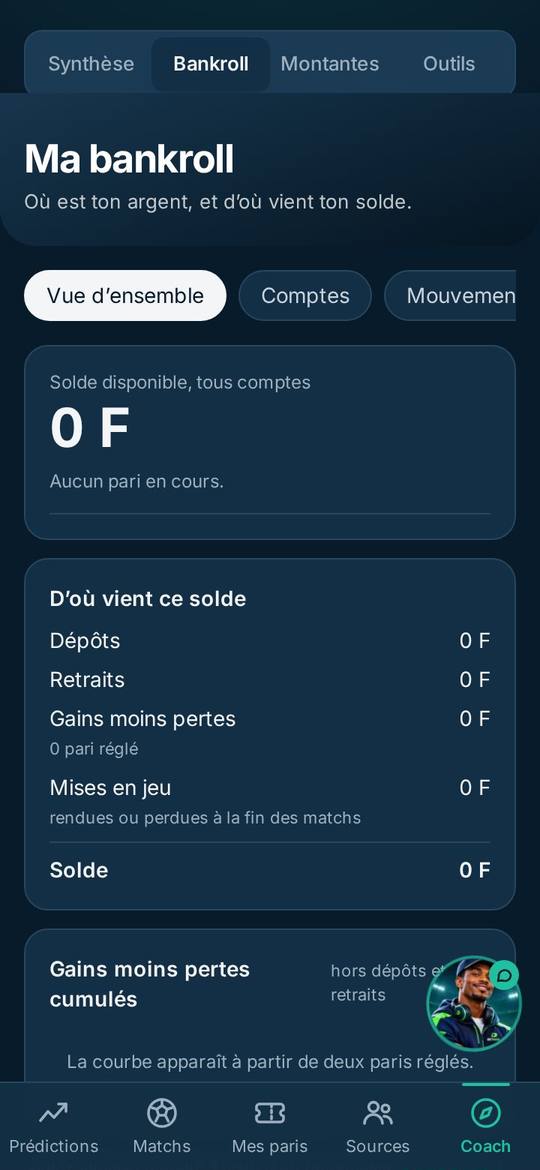 Synthèse Bankroll Montantes Outils
Ma bankroll
Où est ton argent, et d’où vient ton solde.
Vue d’ensemble Comptes Mouvemen
Solde disponible, tous comptes
0 F
Aucun pari en cours.
D’où vient ce solde
Dépôts 0 F
Retraits 0 F
Gains moins pertes 0 F
0 pari réglé
Mises en jeu 0 F
rendues ou perdues à la fin des matchs
Solde 0 F
Gains moins pertes hors dépôts et
cumulés retraits
La courbe apparaît à partir de deux paris réglés.
Prédictions Matchs Mes paris Sources Coach